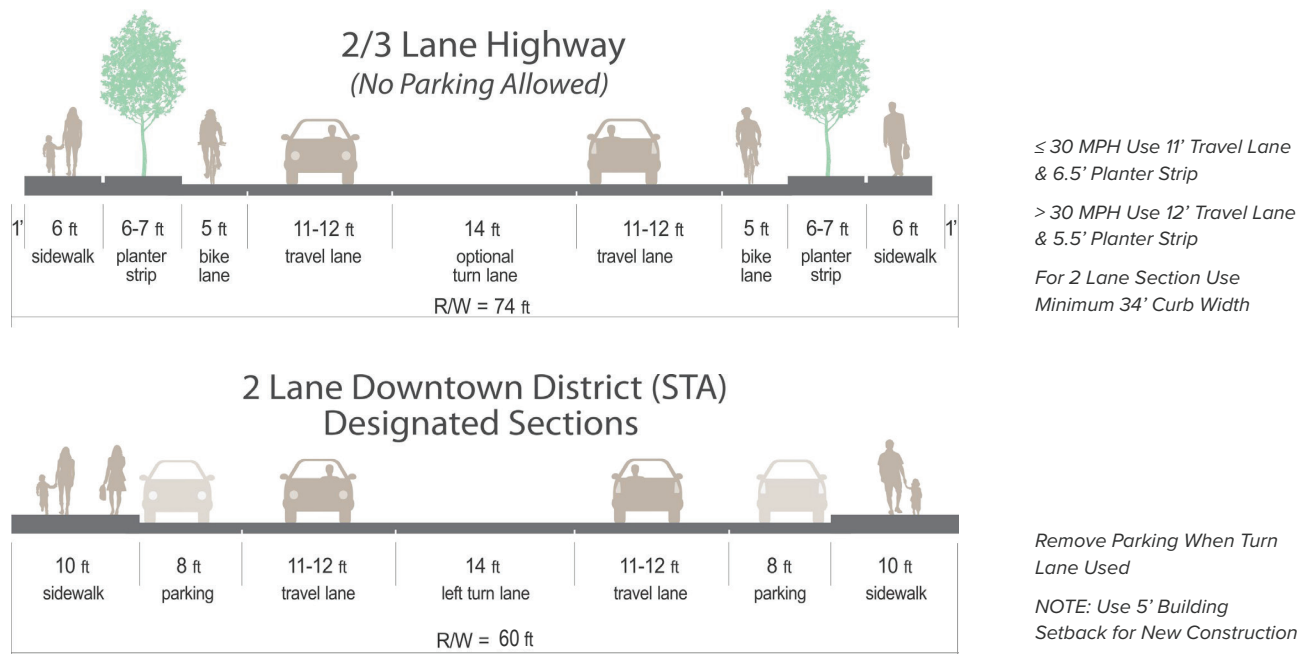 2/3 Lane Highway
(No Parking Allowed)
1' 6 ft 6-7 ft 5 ft 11-12 ft 14 ft 11-12 ft 5 ft 6-7 ft 6 ft 1'
sidewalk planter bike travel lane optional travel lane bike planter sidewalk
strip lane turn lane lane strip
R/W = 74 ft
≤ 30 MPH Use 11' Travel Lane
& 6.5' Planter Strip
> 30 MPH Use 12' Travel Lane
& 5.5' Planter Strip
For 2 Lane Section Use
Minimum 34' Curb Width
2 Lane Downtown District (STA)
Designated Sections
10 ft 8 ft 11-12 ft 14 ft 11-12 ft 8 ft 10 ft
sidewalk parking travel lane left turn lane travel lane parking sidewalk
R/W = 60 ft
Remove Parking When Turn
Lane Used
NOTE: Use 5' Building
Setback for New Construction